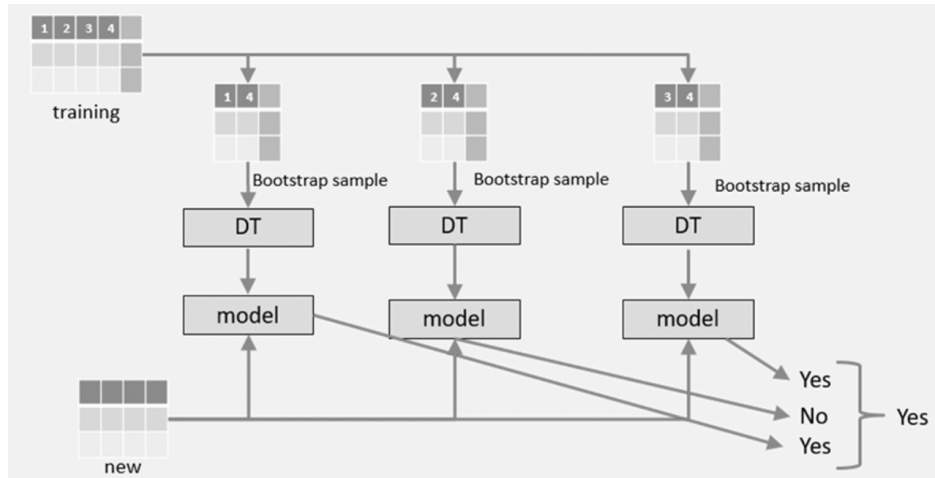 1 2 3 4
training
1 4
2 4
3 4
Bootstrap sample
Bootstrap sample
Bootstrap sample
DT
DT
DT
model
model
model
Yes
No
Yes
Yes
new